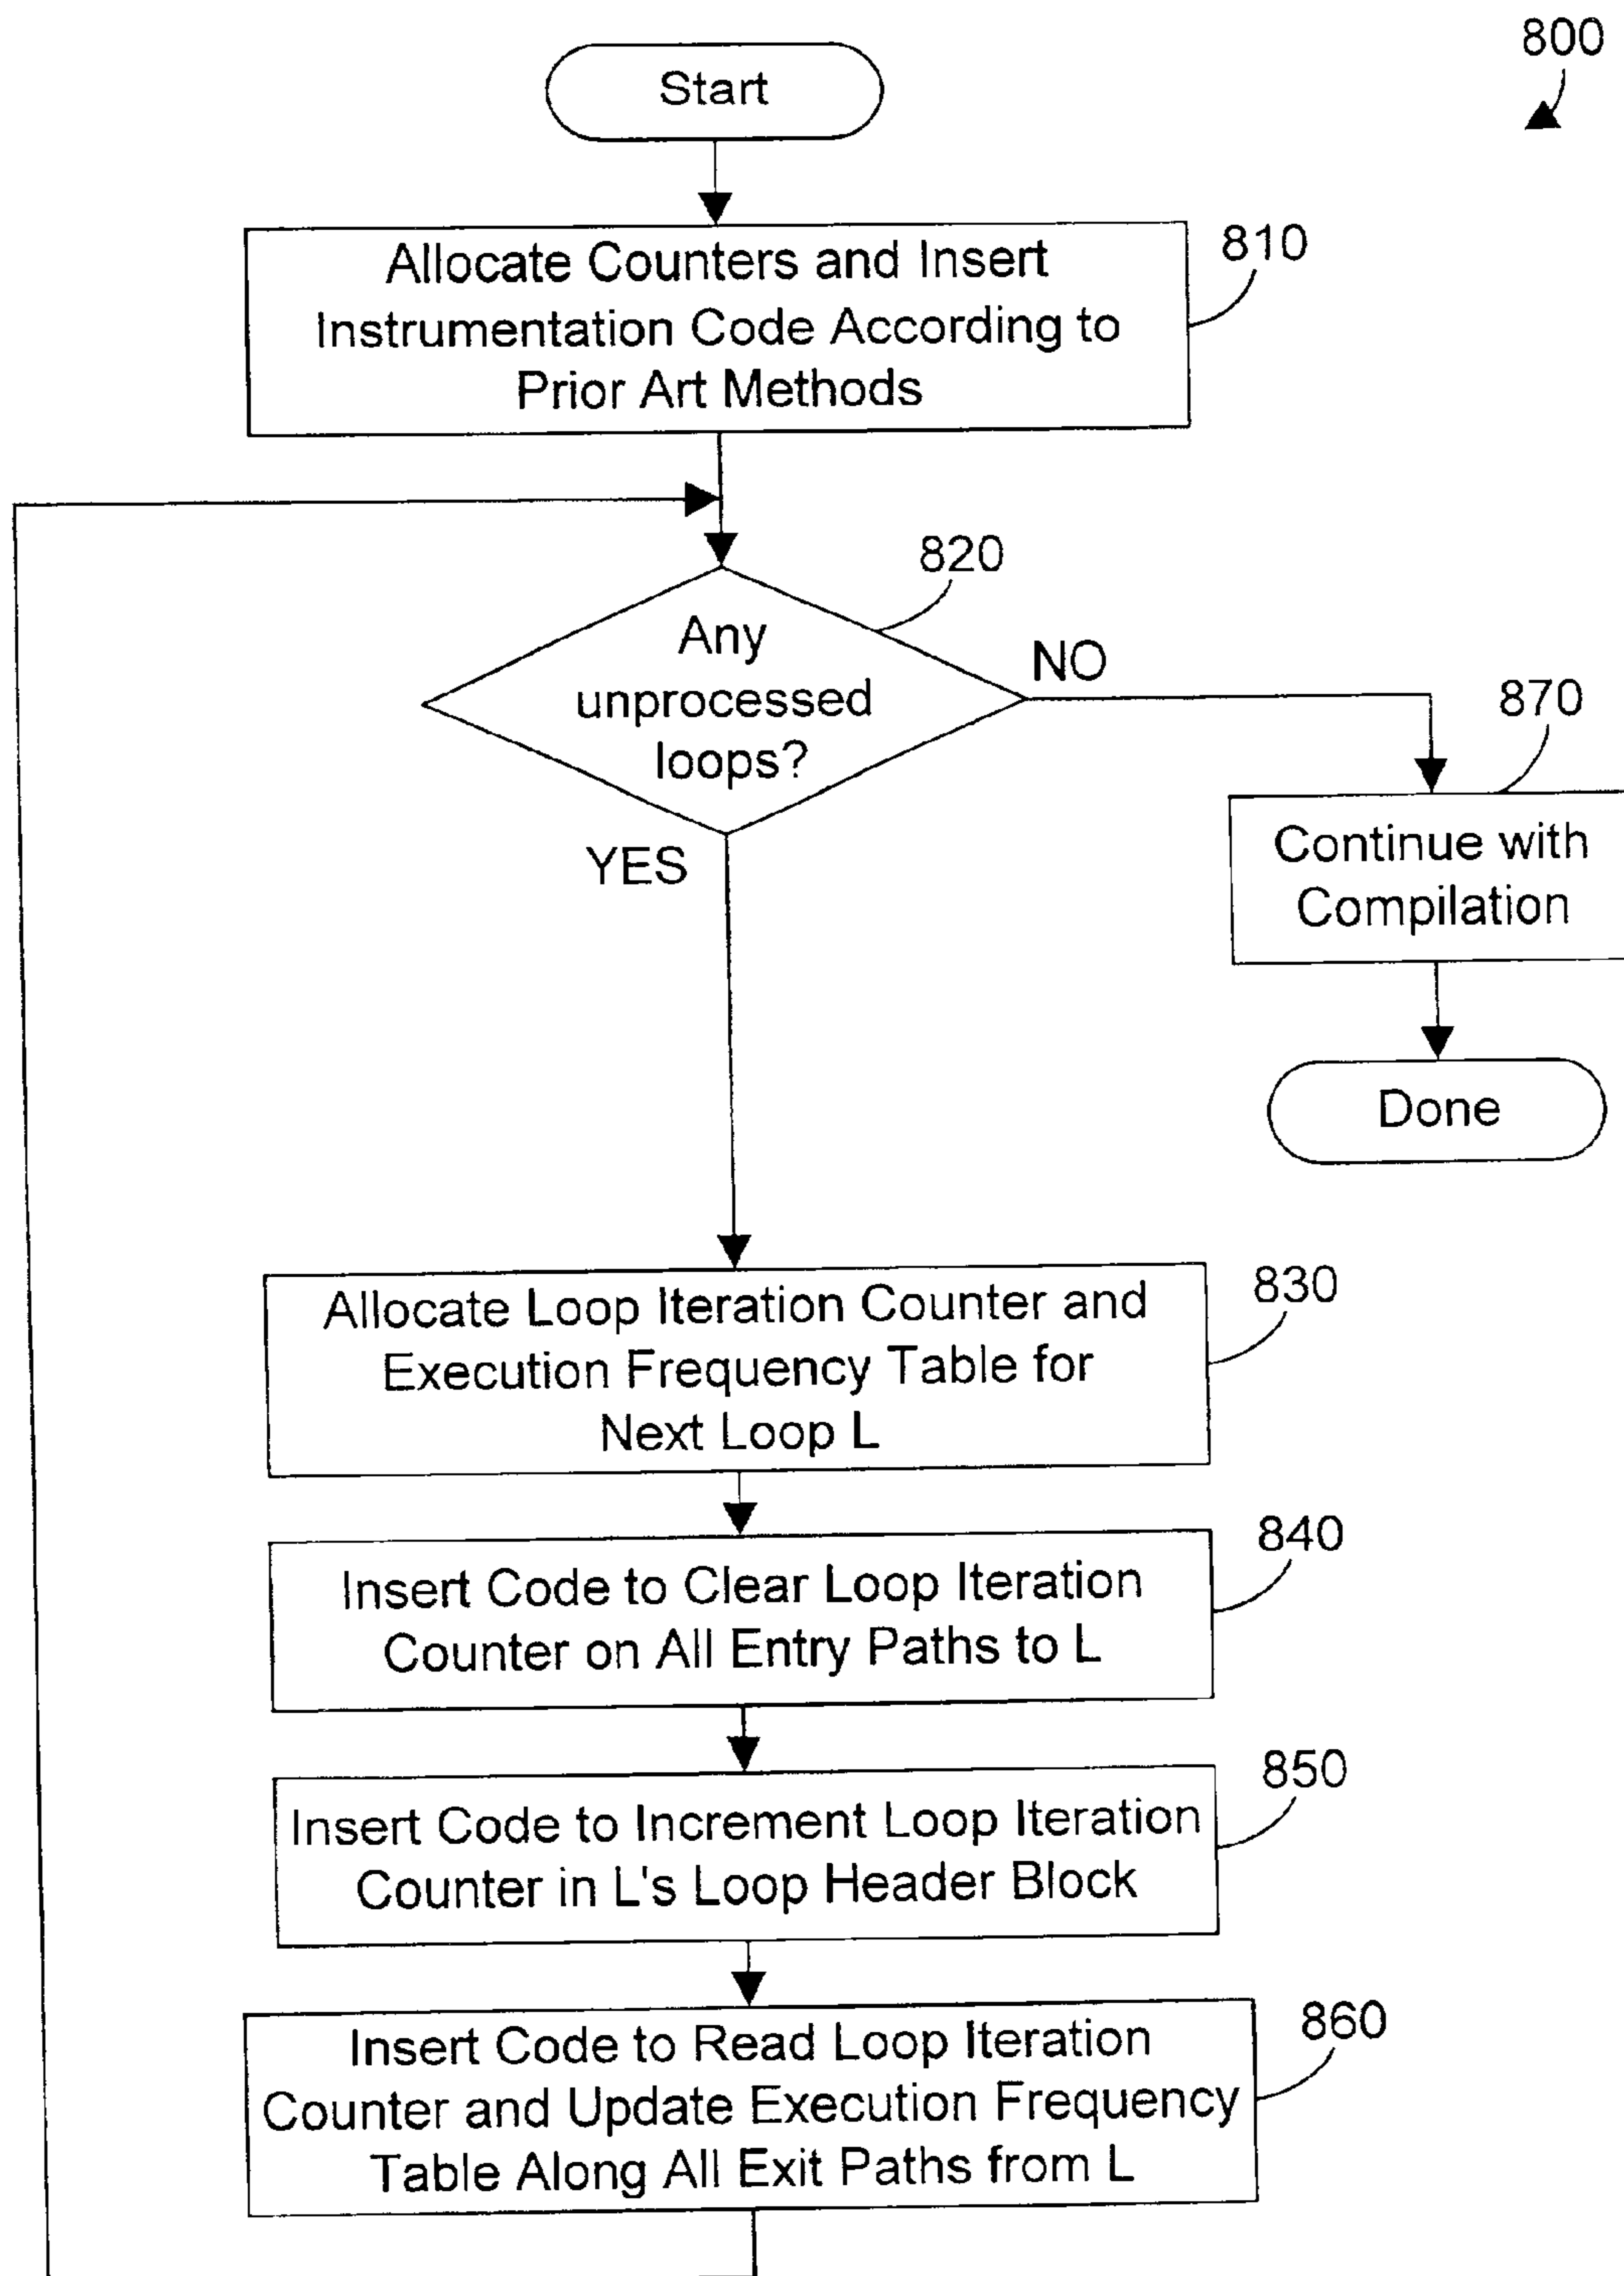 800
Start
Allocate Counters and Insert
Instrumentation Code According to
Prior Art Methods
810
Any
unprocessed
loops?
820
NO
YES
870
Continue with
Compilation
Done
Allocate Loop Iteration Counter and
Execution Frequency Table for
Next Loop L
830
Insert Code to Clear Loop Iteration
Counter on All Entry Paths to L
840
Insert Code to Increment Loop Iteration
Counter in L's Loop Header Block
850
Insert Code to Read Loop Iteration
Counter and Update Execution Frequency
Table Along All Exit Paths from L
860